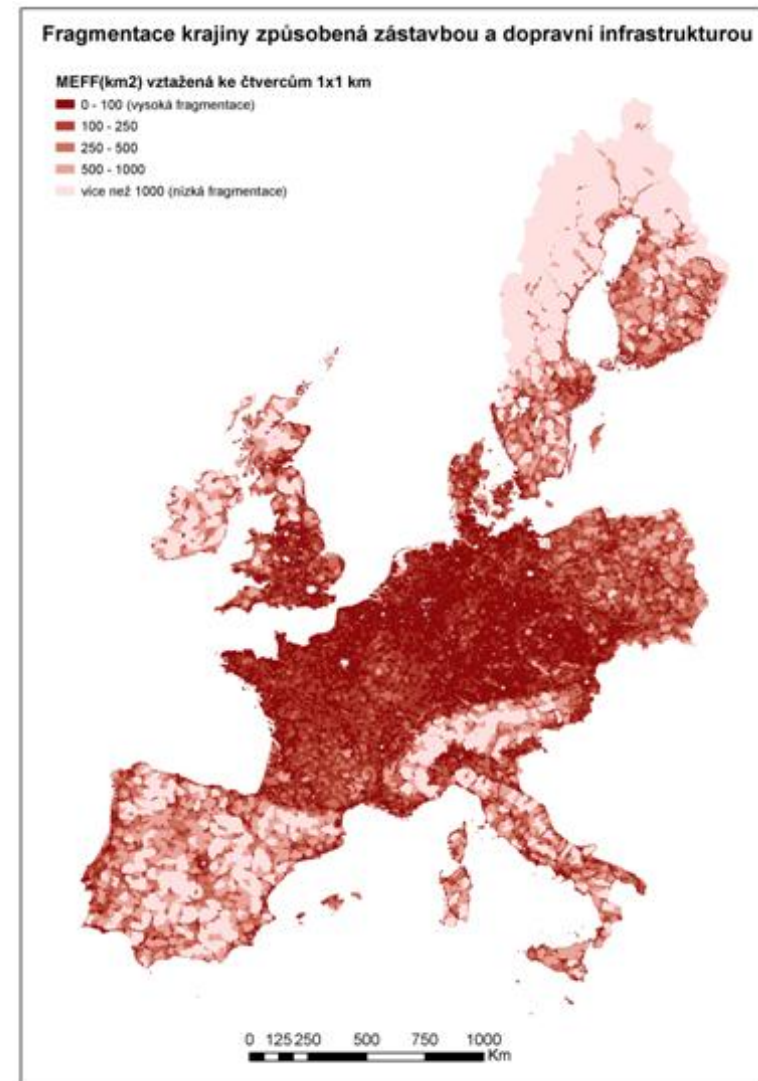 Fragmentace krajiny způsobená zástavbou a dopravní infrastrukturou
MEFF(km2) vztažená ke čtvercům 1x1 km
0 - 100 (vysoká fragmentace)
100 - 250
250 - 500
500 - 1000
více než 1000 (nízká fragmentace)
0 125 250 500 750 1000
Km